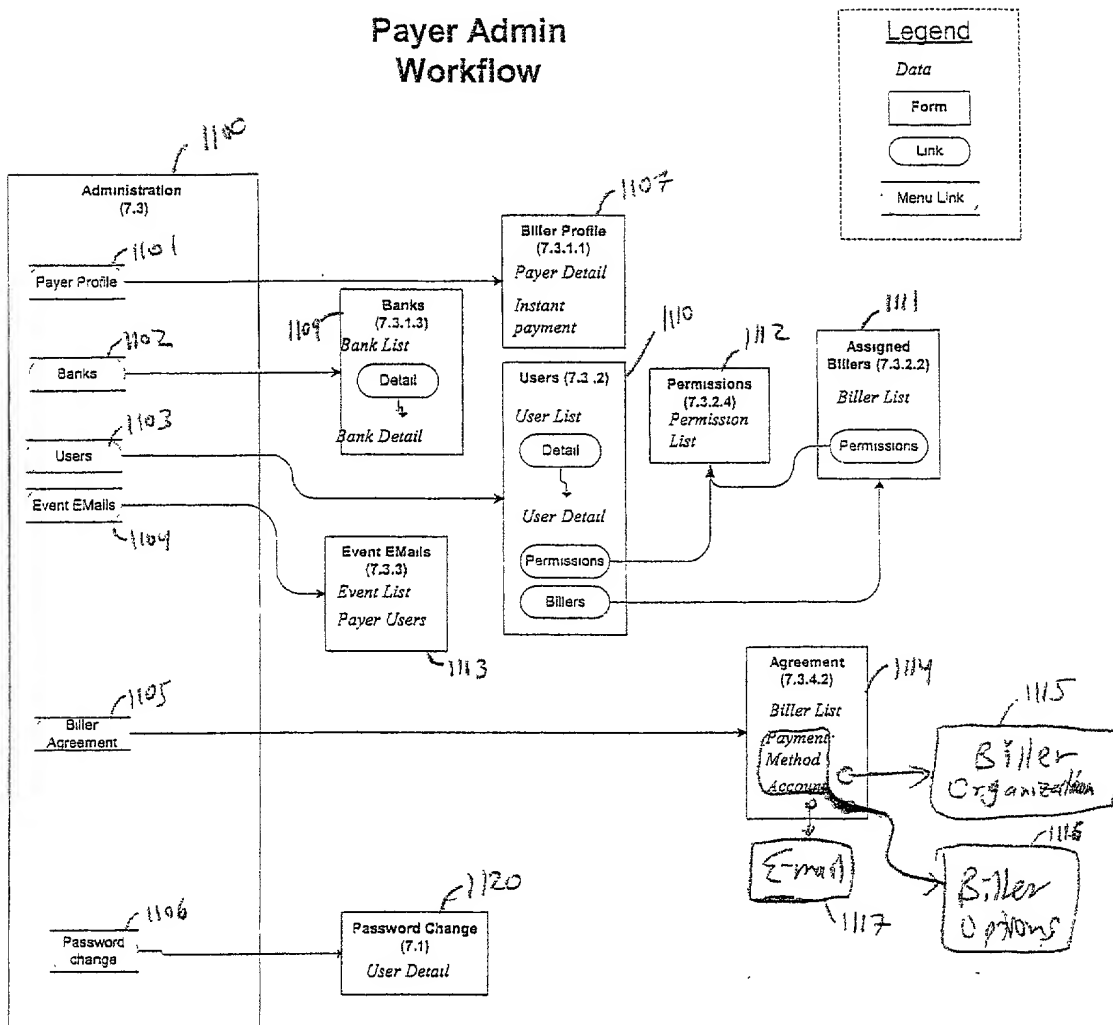 Payer Admin
Workflow
Legend
Data
Form
Link
Menu Link
1100
Administration
(7.3)
1101
Payer Profile
1107
Biller Profile
(7.3.1.1)
Payer Detail
Instant
payment
1102
Banks
1109
Banks
(7.3.1.3)
Bank List
Detail
Bank Detail
1103
Users
1110
Users (7.3.2)
User List
Detail
User Detail
Permissions
Billers
1112
Permissions
(7.3.2.4)
Permission
List
1111
Assigned
Billers (7.3.2.2)
Biller List
Permissions
Event EMails
1104
Event EMails
(7.3.3)
Event List
Payer Users
1113
1105
Biller
Agreement
Agreement
(7.3.4.2)
1114
Biller List
Payment
Method
Account
1115
Biller
Organization
1116
Biller
Options
E-mail
1117
1106
Password
change
1120
Password Change
(7.1)
User Detail